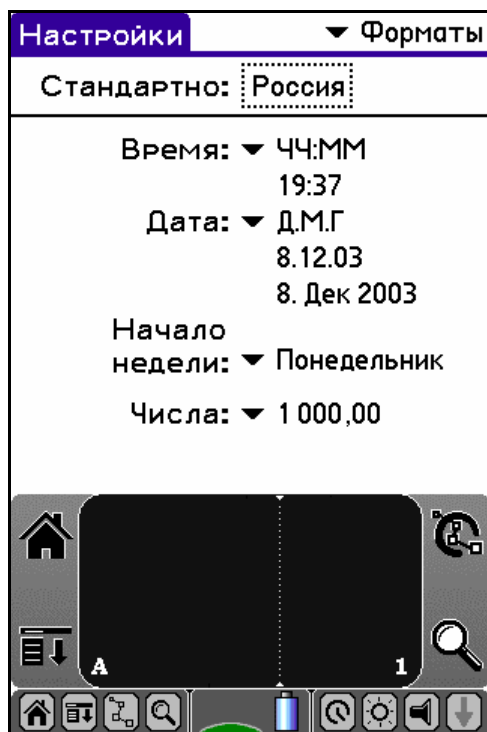 Настройки
Форматы
Стандартно: Россия
Время: ЧЧ:ММ
19:37
Дата: Д.М.Г
8.12.03
8. Дек 2003
Начало
недели: Понедельник
Числа: 1 000,00
A
1